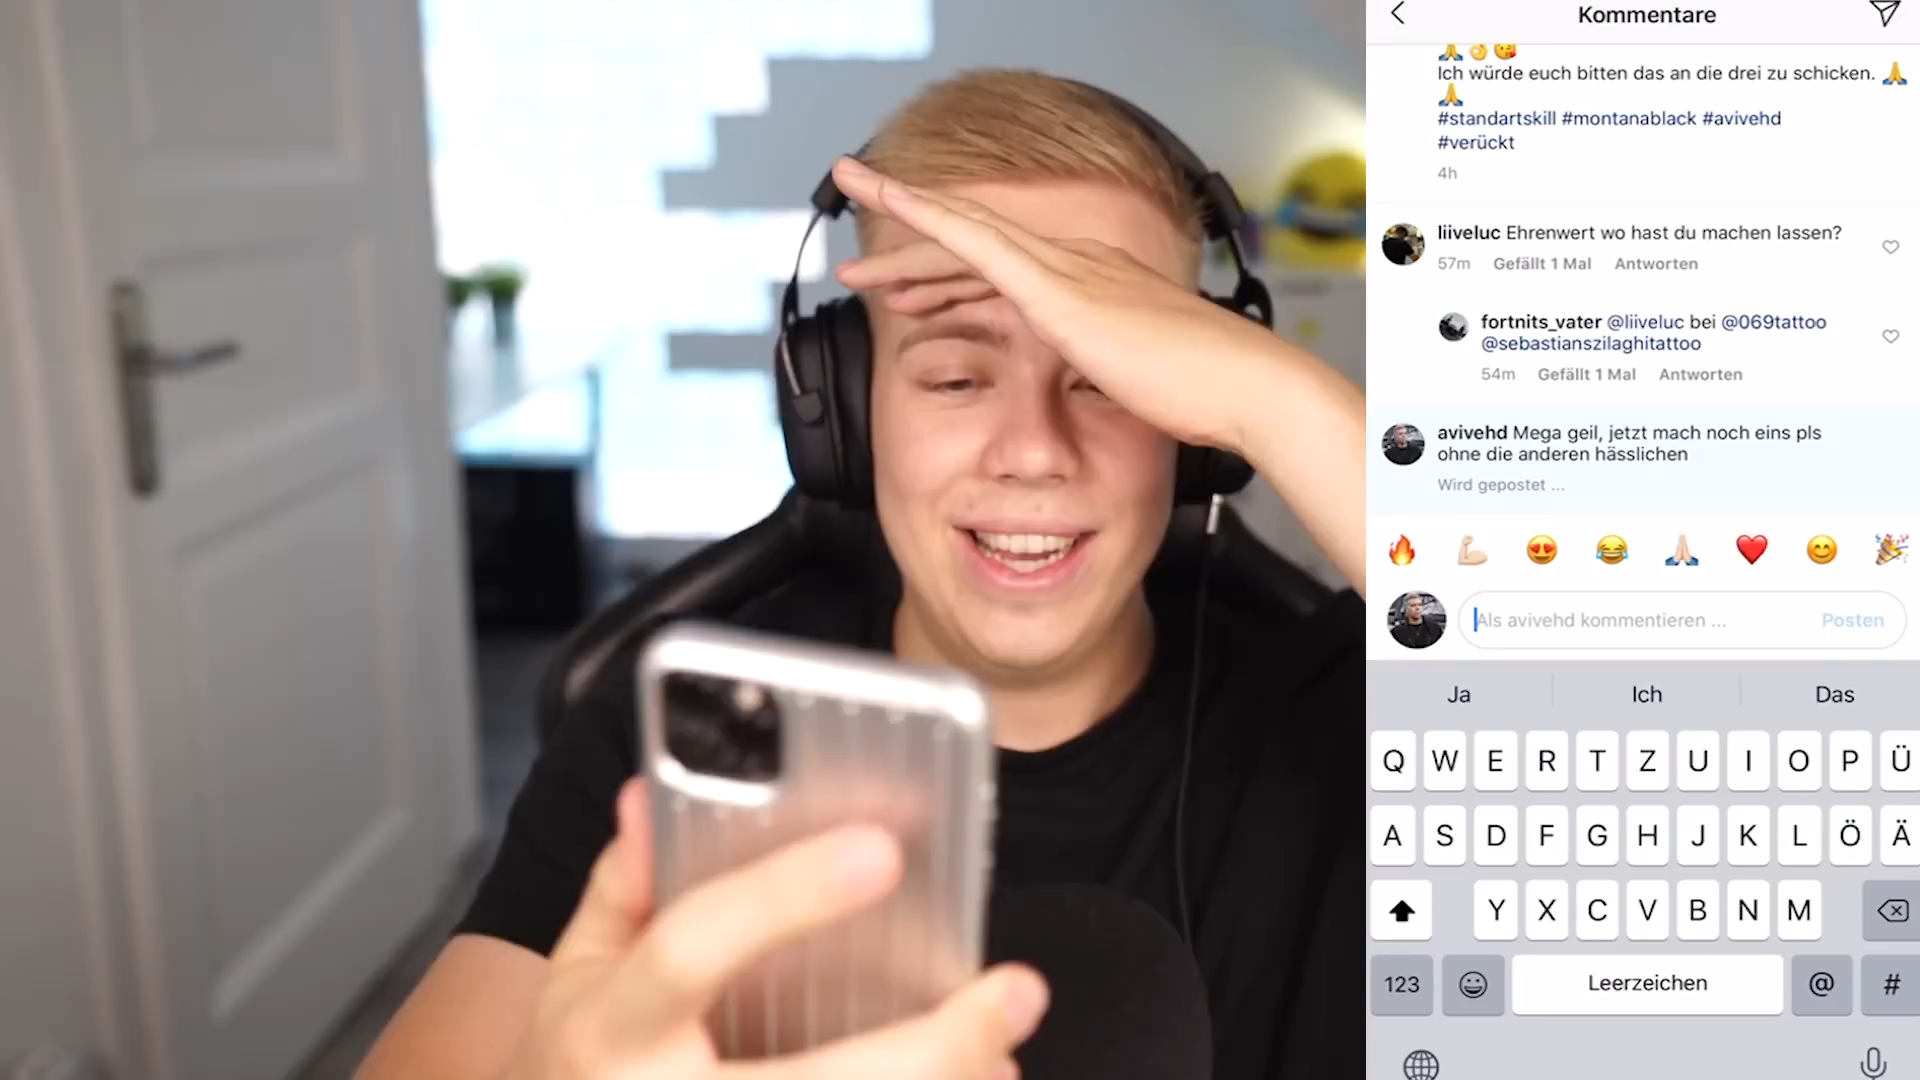 Kommentare
🙏👌😘
Ich würde euch bitten das an die drei zu schicken. 🙏
🙏
#standartskill #montanablack #avivehd
#verückt
4h
liiveluc Ehrenwert wo hast du machen lassen?
57m Gefällt 1 Mal Antworten
fortnits_vater @liiveluc bei @069tattoo
@sebastianszilaghitattoo
54m Gefällt 1 Mal Antworten
avivehd Mega geil, jetzt mach noch eins pls
ohne die anderen hässlichen
Wird gepostet ...
Als avivehd kommentieren ... Posten
Ja Ich Das
Q W E R T Z U I O P Ü
A S D F G H J K L Ö Ä
Y X C V B N M
123 Leerzeichen @ #